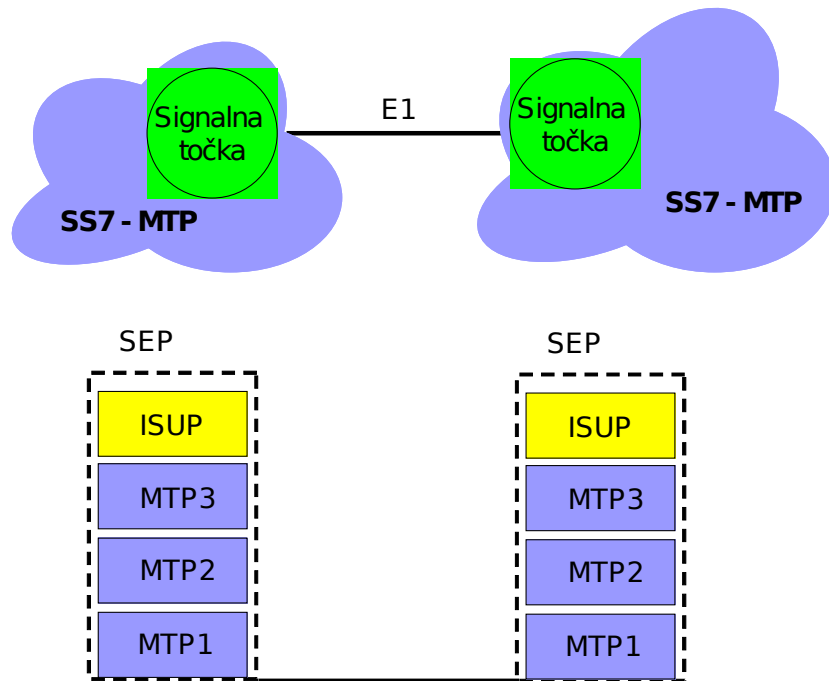 E1
Signalna
točka
SS7 - MTP
Signalna
točka
SS7 - MTP
SEP
ISUP
MTP3
MTP2
MTP1
SEP
ISUP
MTP3
MTP2
MTP1